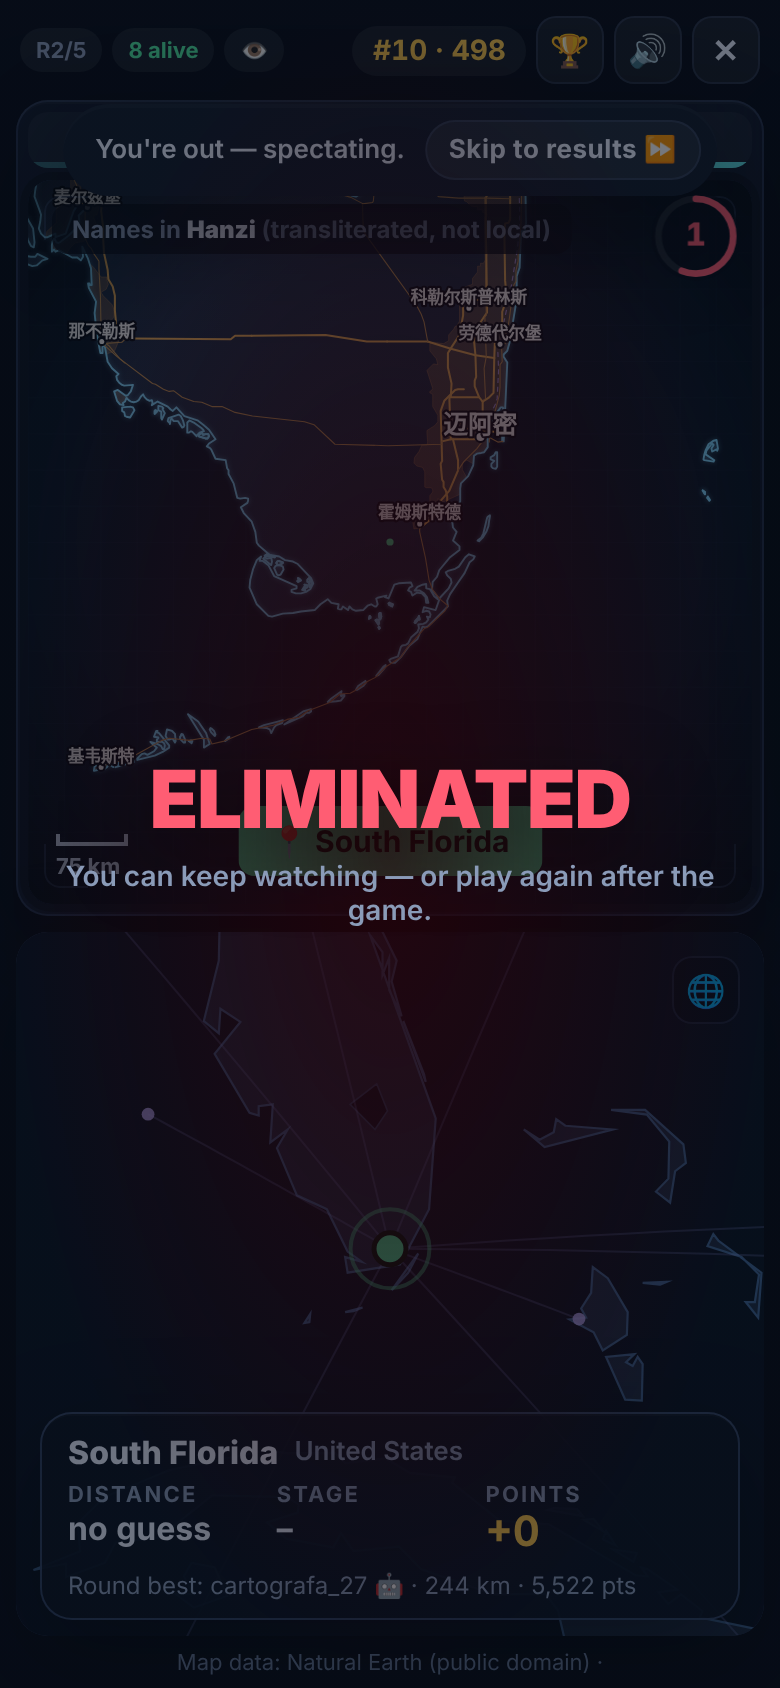 R2/5
8 alive
#10 · 498
You're out — spectating.
Skip to results
麦尔兹堡
Names in Hanzi (transliterated, not local)
1
科勒尔斯普林斯
那不勒斯
劳德代尔堡
迈阿密
霍姆斯特德
基韦斯特
ELIMINATED
South Florida
75 km
You can keep watching — or play again after the
game.
South Florida United States
DISTANCE STAGE POINTS
no guess – +0
Round best: cartografa_27 🤖 · 244 km · 5,522 pts
Map data: Natural Earth (public domain) ·